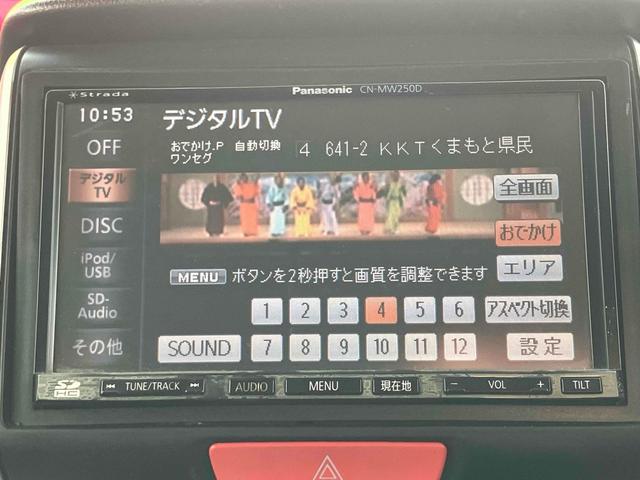 Strada Panasonic CN-MW250D
10:53 デジタルTV
OFF
おでかけ.P 自動切換
ワンセグ
4 641-2 KKTくまもと県民
デジタル
TV
全画面
DISC
おでかけ
iPod/
USB
エリア
MENU ボタンを2秒押すと画質を調整できます
SD-
Audio
1 2 3 4 5 6 アスペクト切換
その他 SOUND 7 8 9 10 11 12 設定
SD HC TUNE/TRACK AUDIO MENU 現在地 − VOL + TILT